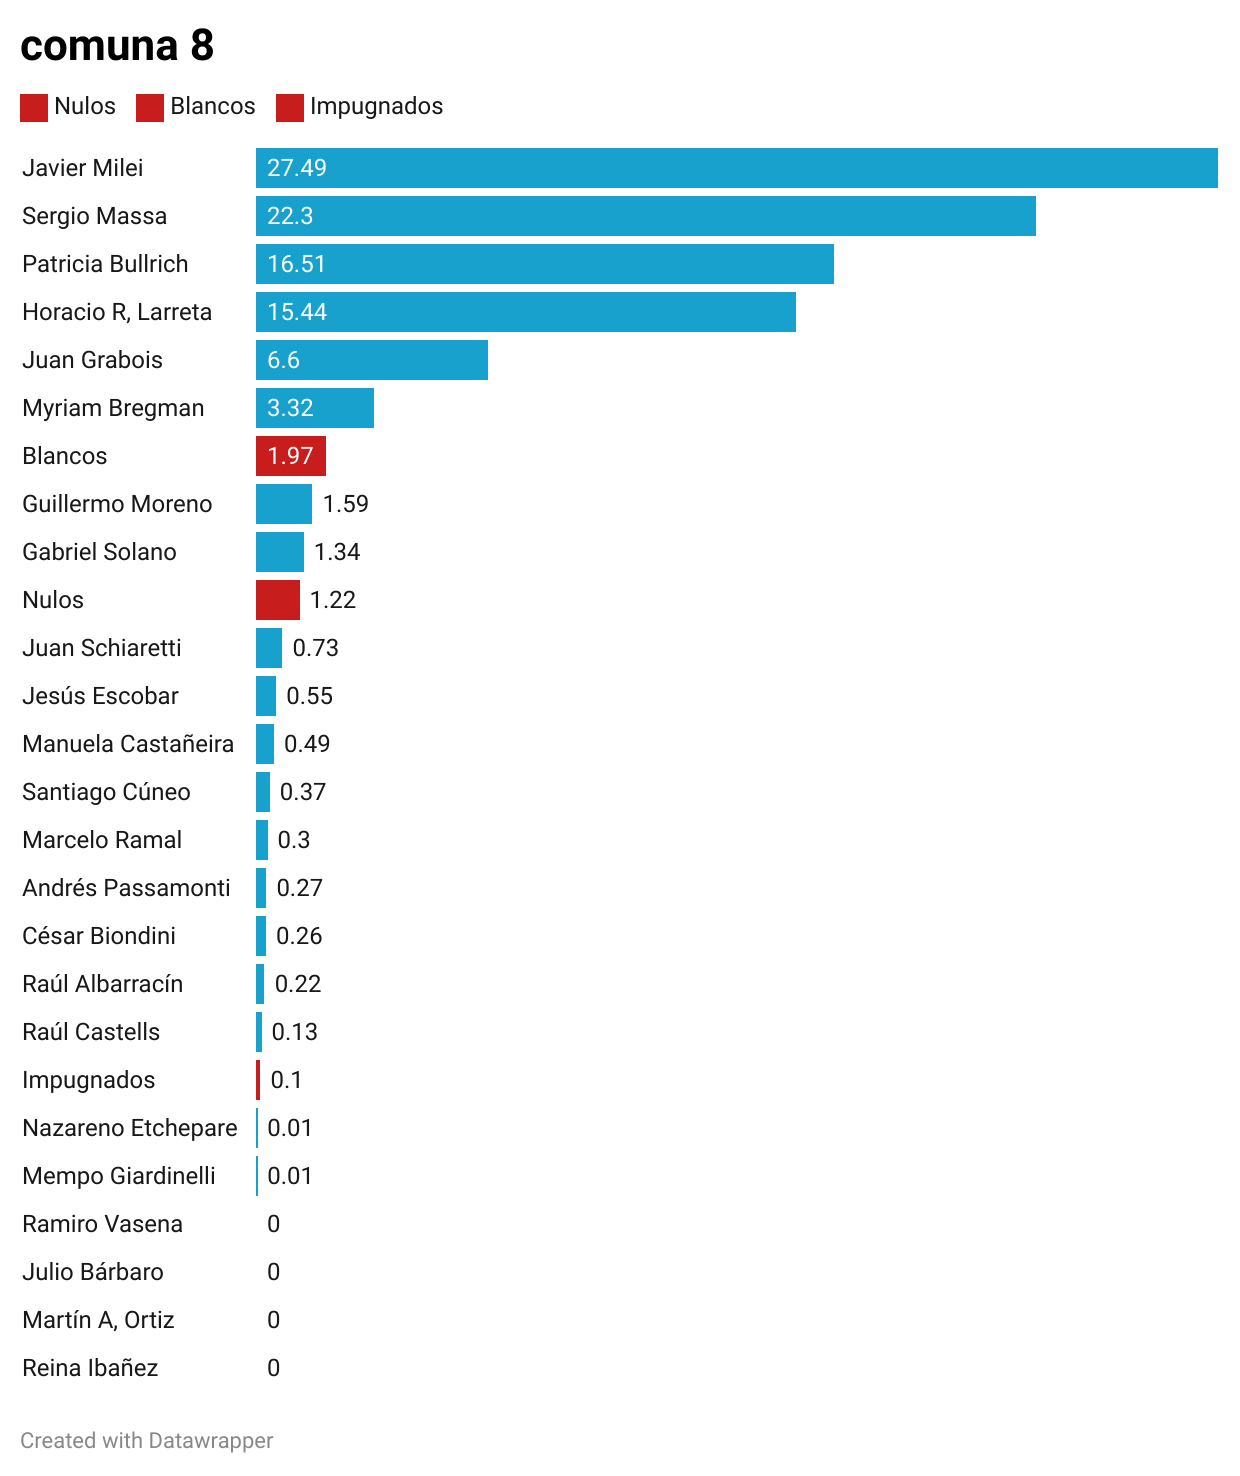 comuna 8
Nulos Blancos Impugnados
Javier Milei 27.49
Sergio Massa 22.3
Patricia Bullrich 16.51
Horacio R, Larreta 15.44
Juan Grabois 6.6
Myriam Bregman 3.32
Blancos 1.97
Guillermo Moreno 1.59
Gabriel Solano 1.34
Nulos 1.22
Juan Schiaretti 0.73
Jesús Escobar 0.55
Manuela Castañeira 0.49
Santiago Cúneo 0.37
Marcelo Ramal 0.3
Andrés Passamonti 0.27
César Biondini 0.26
Raúl Albarracín 0.22
Raúl Castells 0.13
Impugnados 0.1
Nazareno Etchepare 0.01
Mempo Giardinelli 0.01
Ramiro Vasena 0
Julio Bárbaro 0
Martín A, Ortiz 0
Reina Ibañez 0
Created with Datawrapper